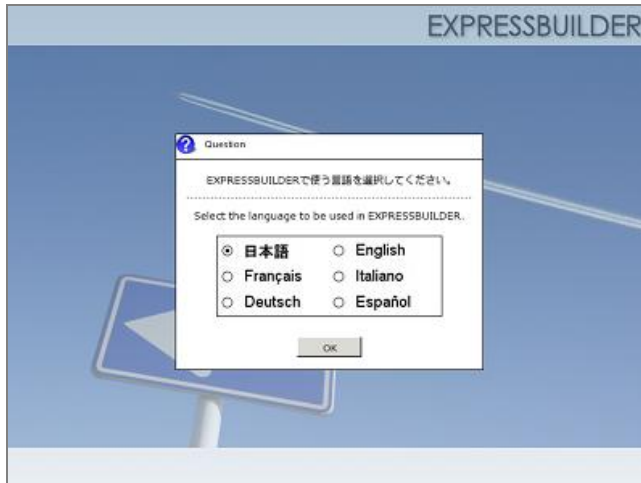 EXPRESSBUILDER
Question
EXPRESSBUILDERで使う言語を選択してください。
Select the language to be used in EXPRESSBUILDER.
日本語 English
Français Italiano
Deutsch Español
OK